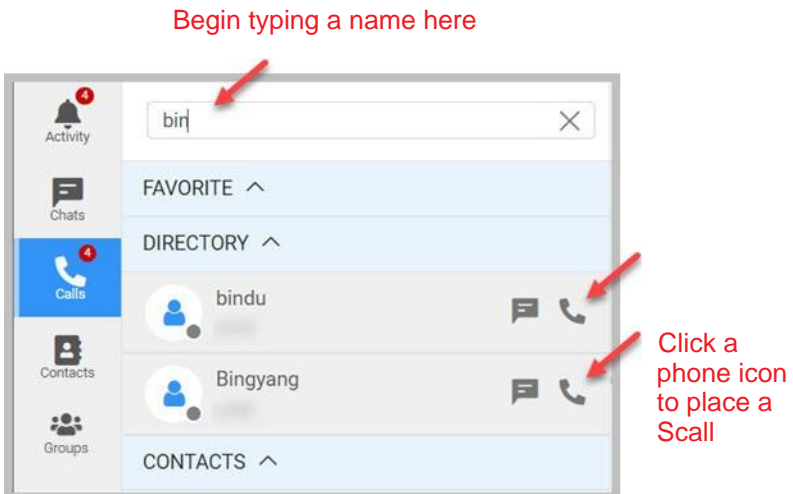 Begin typing a name here
4
Activity
bin
Chats
FAVORITE
DIRECTORY
4
Calls
bindu
Contacts
Bingyang
Click a
phone icon
to place a
Scall
Groups
CONTACTS